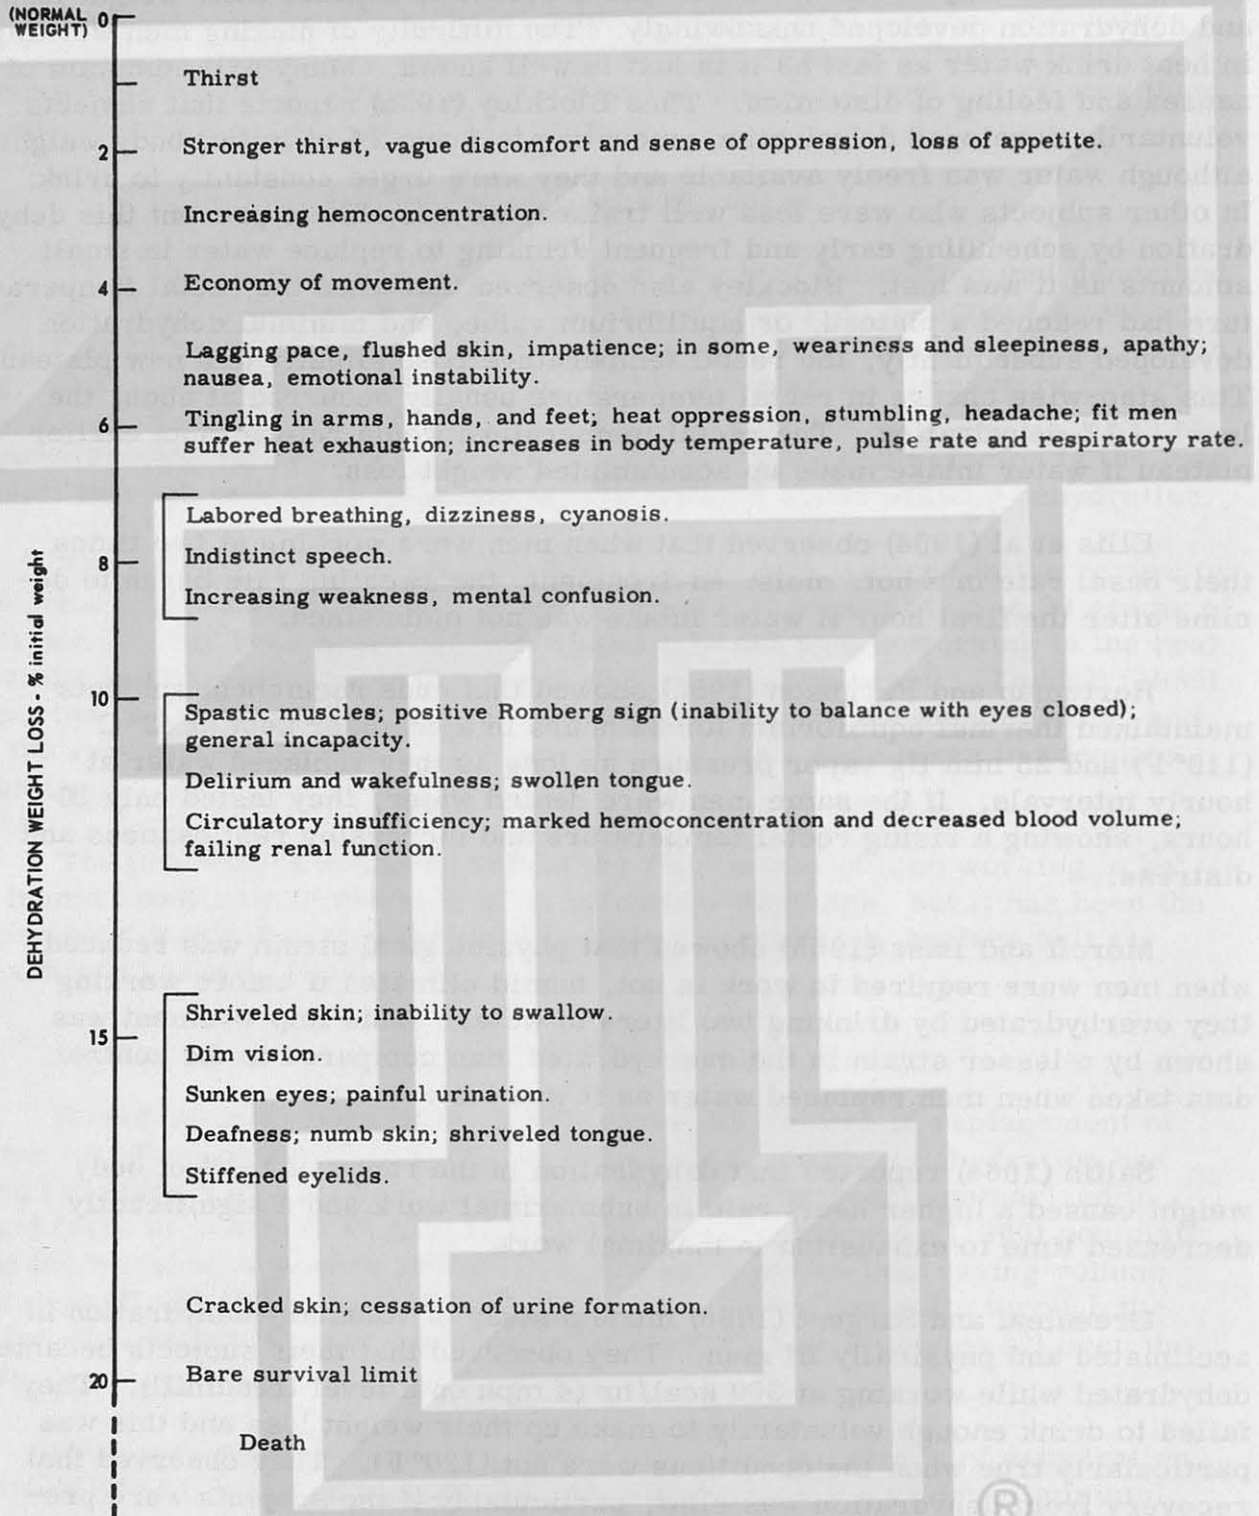 (NORMAL WEIGHT) 0
Thirst
2 Stronger thirst, vague discomfort and sense of oppression, loss of appetite.
Increasing hemoconcentration.
4 Economy of movement.
Lagging pace, flushed skin, impatience; in some, weariness and sleepiness, apathy;
nausea, emotional instability.
6 Tingling in arms, hands, and feet; heat oppression, stumbling, headache; fit men
suffer heat exhaustion; increases in body temperature, pulse rate and respiratory rate.
Labored breathing, dizziness, cyanosis.
8 Indistinct speech.
Increasing weakness, mental confusion.
10 Spastic muscles; positive Romberg sign (inability to balance with eyes closed);
general incapacity.
Delirium and wakefulness; swollen tongue.
Circulatory insufficiency; marked hemoconcentration and decreased blood volume;
failing renal function.
Shriveled skin; inability to swallow.
15
Dim vision.
Sunken eyes; painful urination.
Deafness; numb skin; shriveled tongue.
Stiffened eyelids.
Cracked skin; cessation of urine formation.
20 Bare survival limit
Death
DEHYDRATION WEIGHT LOSS - % initial weight
®